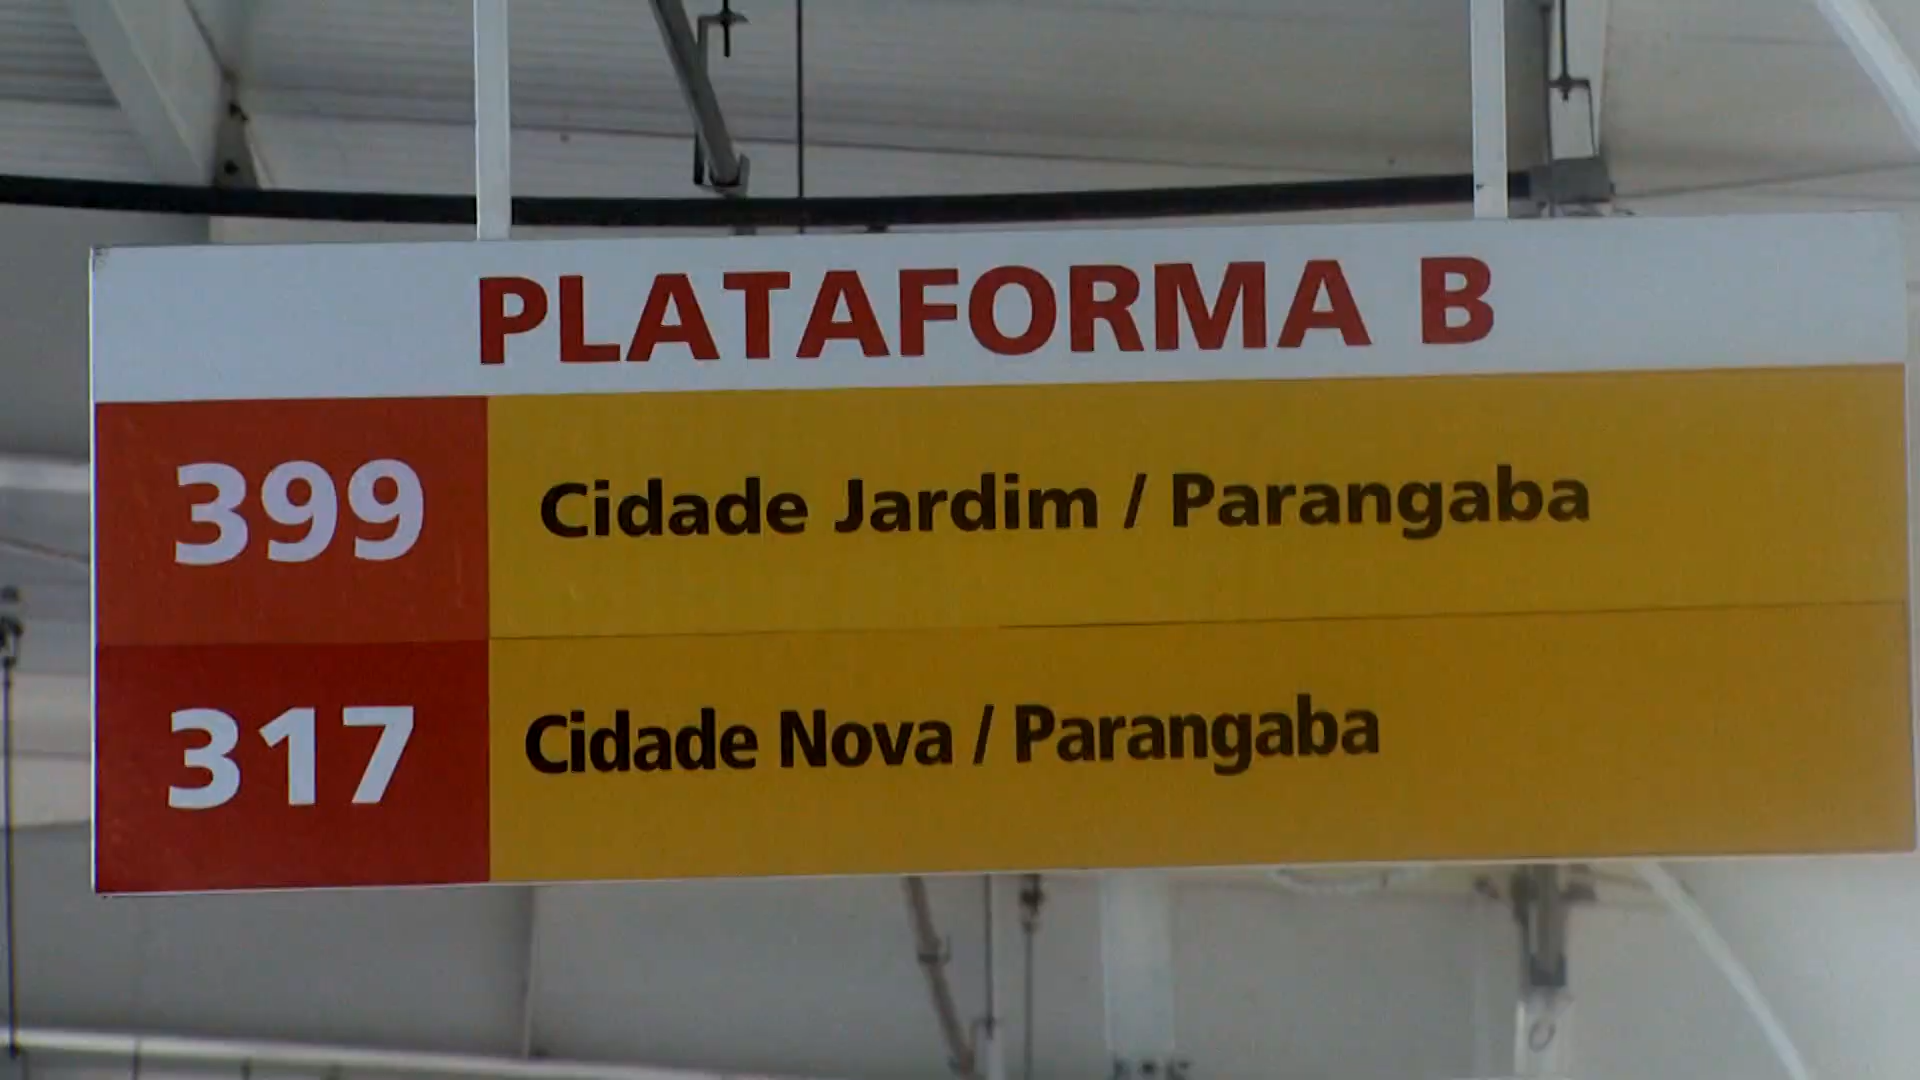 PLATAFORMA B
399 Cidade Jardim / Parangaba
317 Cidade Nova / Parangaba